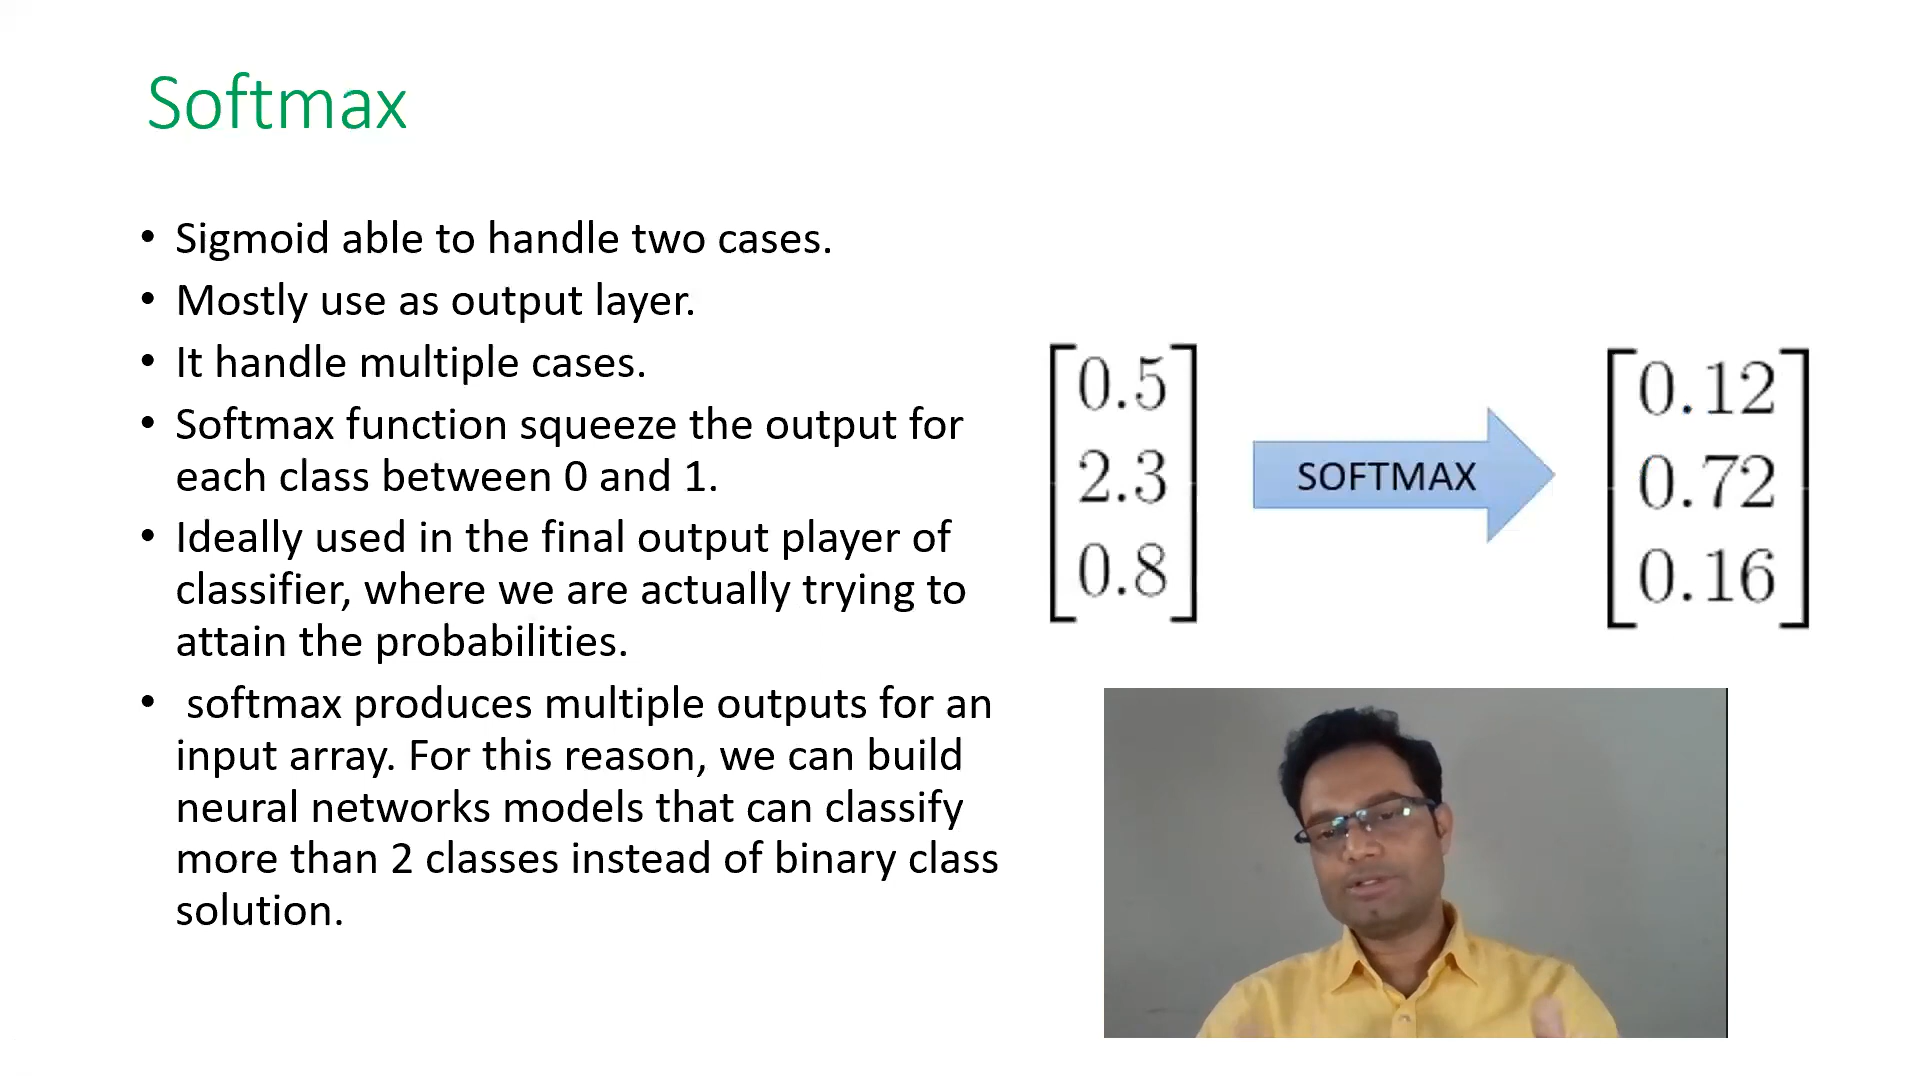 Softmax
• Sigmoid able to handle two cases.
• Mostly use as output layer.
• It handle multiple cases.
• Softmax function squeeze the output for
each class between 0 and 1.
• Ideally used in the final output player of
classifier, where we are actually trying to
attain the probabilities.
• softmax produces multiple outputs for an
input array. For this reason, we can build
neural networks models that can classify
more than 2 classes instead of binary class
solution.
0.5
2.3
0.8
SOFTMAX
0.12
0.72
0.16